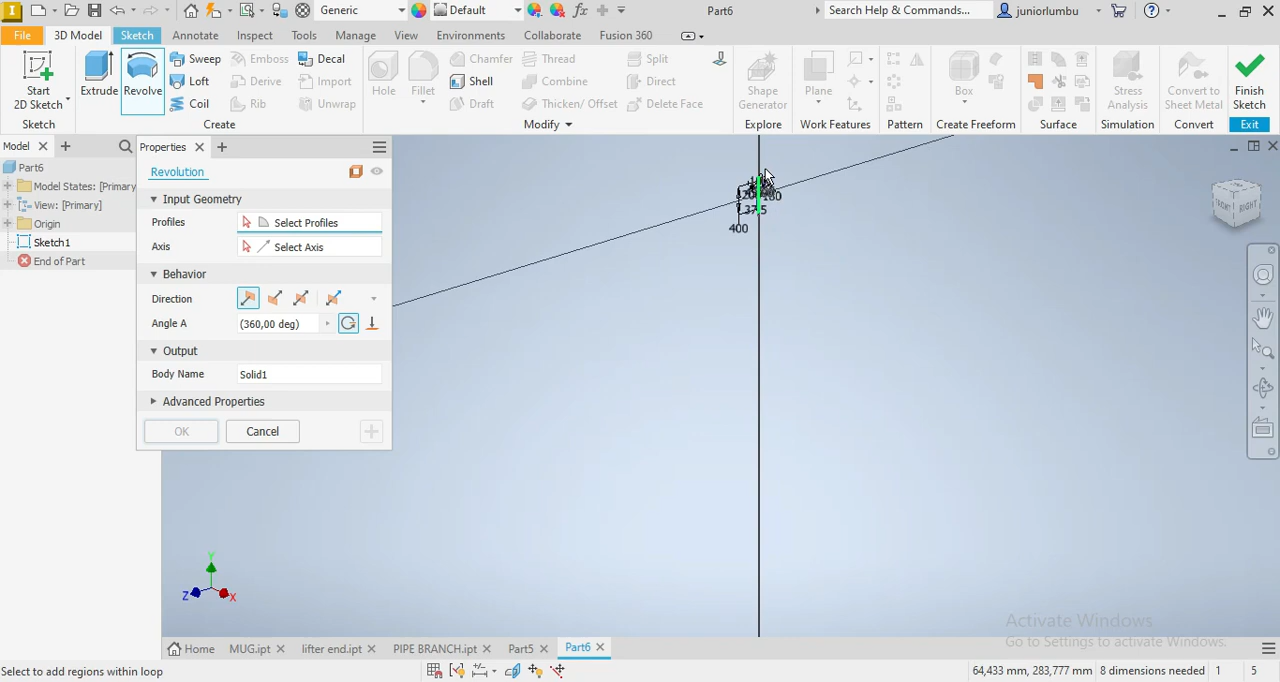 Generic
Default
Part6
Search Help & Commands...
juniorlumbu
File
3D Model
Sketch
Annotate
Inspect
Tools
Manage
View
Environments
Collaborate
Fusion 360
Start
2D Sketch
Extrude
Revolve
Sweep
Loft
Coil
Emboss
Derive
Rib
Decal
Import
Unwrap
Hole
Fillet
Chamfer
Shell
Draft
Thread
Combine
Thicken/ Offset
Split
Direct
Delete Face
Shape
Generator
Plane
Box
Stress
Analysis
Convert to
Sheet Metal
Finish
Sketch
Sketch
Create
Modify
Explore
Work Features
Pattern
Create Freeform
Surface
Simulation
Convert
Exit
Model
Part6
Model States: [Primary
View: [Primary]
Origin
Sketch1
End of Part
Properties
Revolution
Input Geometry
Profiles
Select Profiles
Axis
Select Axis
Behavior
Direction
Angle A
(360,00 deg)
Output
Body Name
Solid1
Advanced Properties
OK
Cancel
37,5
400
FRONT
RIGHT
Y
Z
X
Activate Windows
Go to Settings to activate Windows.
Home
MUG.ipt
lifter end.ipt
PIPE BRANCH.ipt
Part5
Part6
Select to add regions within loop
64,433 mm, 283,777 mm
8 dimensions needed
1
5